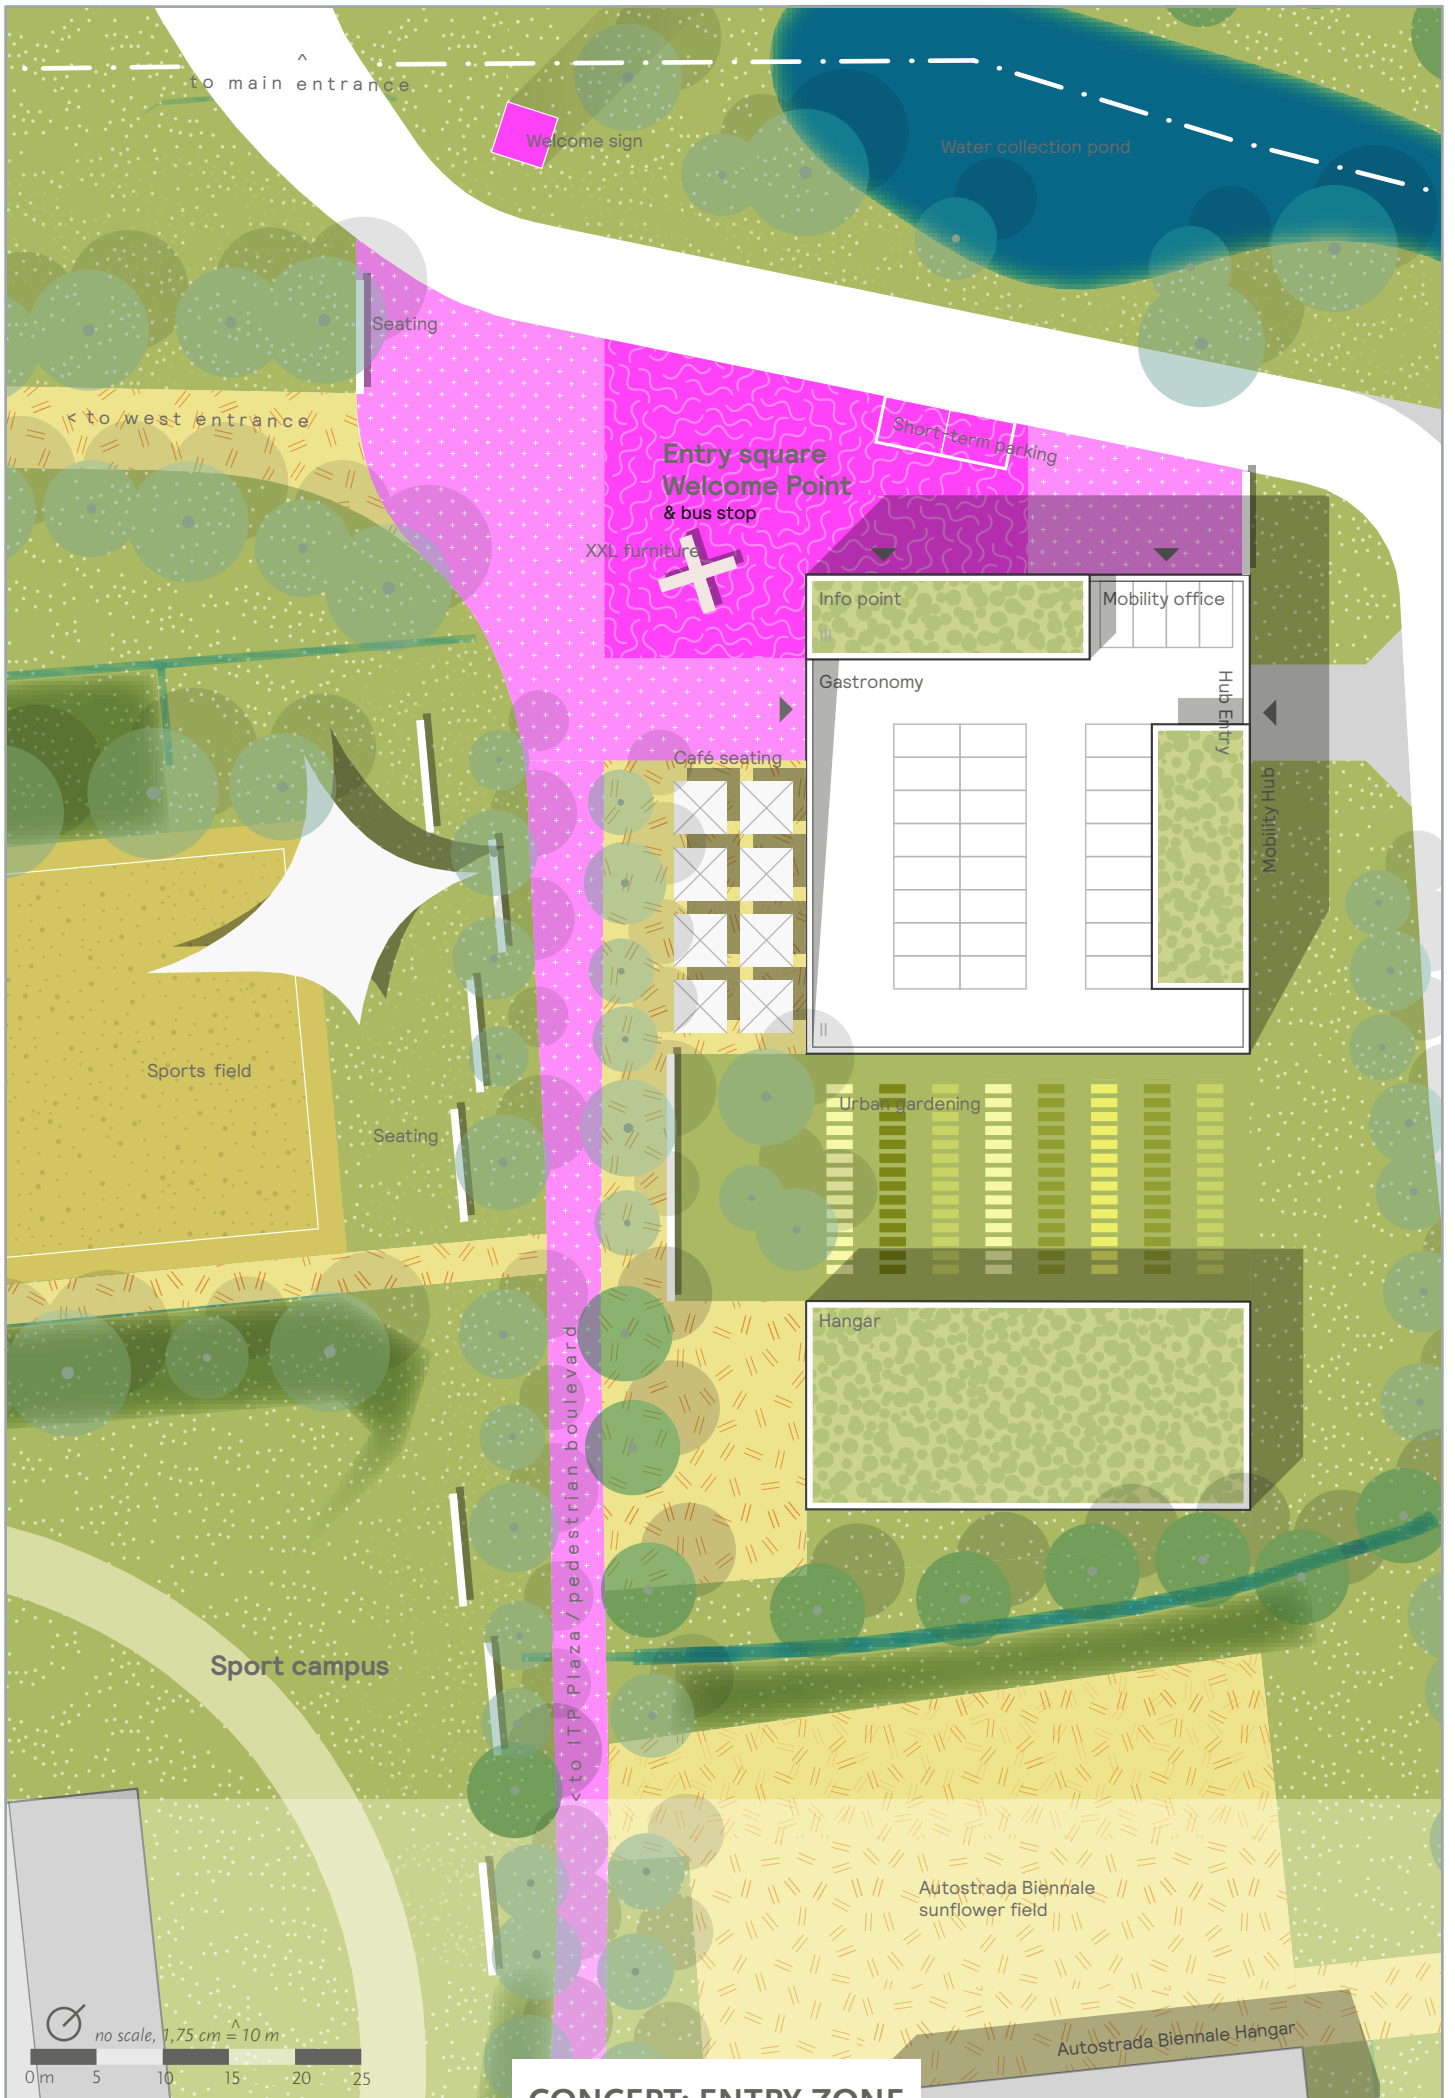 ^
to main entrance
Welcome sign
Water collection pond
Seating
< to west entrance
Short-term parking
Entry square
Welcome Point
& bus stop
XXL furniture
Info point
III
Mobility office
Gastronomy
Hub Entry
Mobility Hub
Café seating
II
Sports field
Seating
Urban gardening
Hangar
<to ITP Plaza / pedestrian boulevard
Sport campus
Autostrada Biennale
sunflower field
Autostrada Biennale Hangar
no scale, 1,75 cm ≙ 10 m
0 m 5 10 15 20 25
CONCEPT: ENTRY ZONE